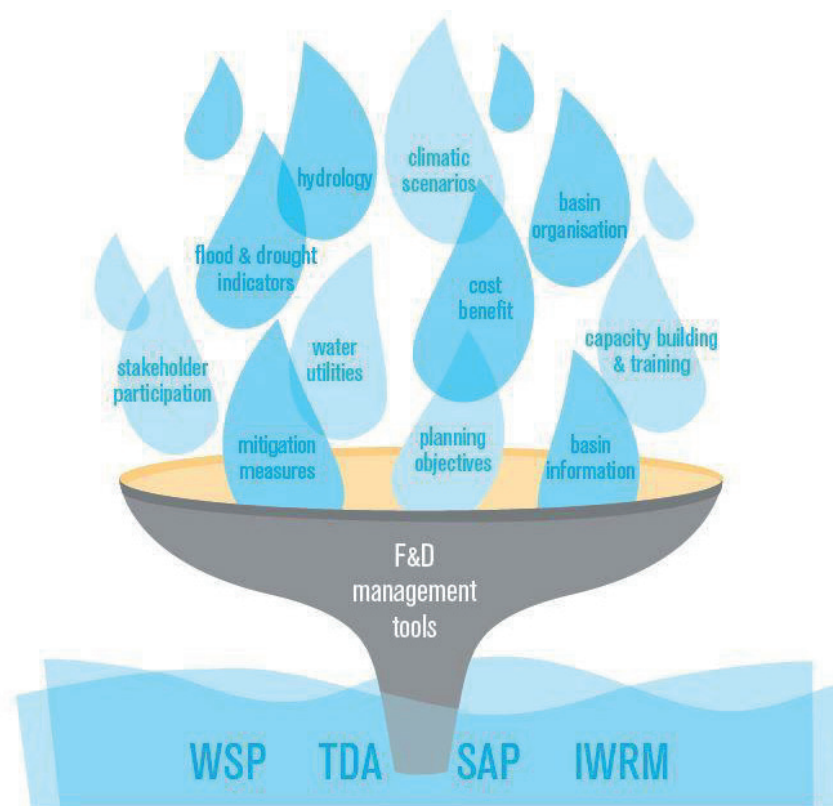 hydrology
climatic
scenarios
basin
organisation
flood & drought
indicators
cost
benefit
stakeholder
participation
water
utilities
capacity building
& training
mitigation
measures
planning
objectives
basin
information
F&D
management
tools
WSP TDA SAP IWRM